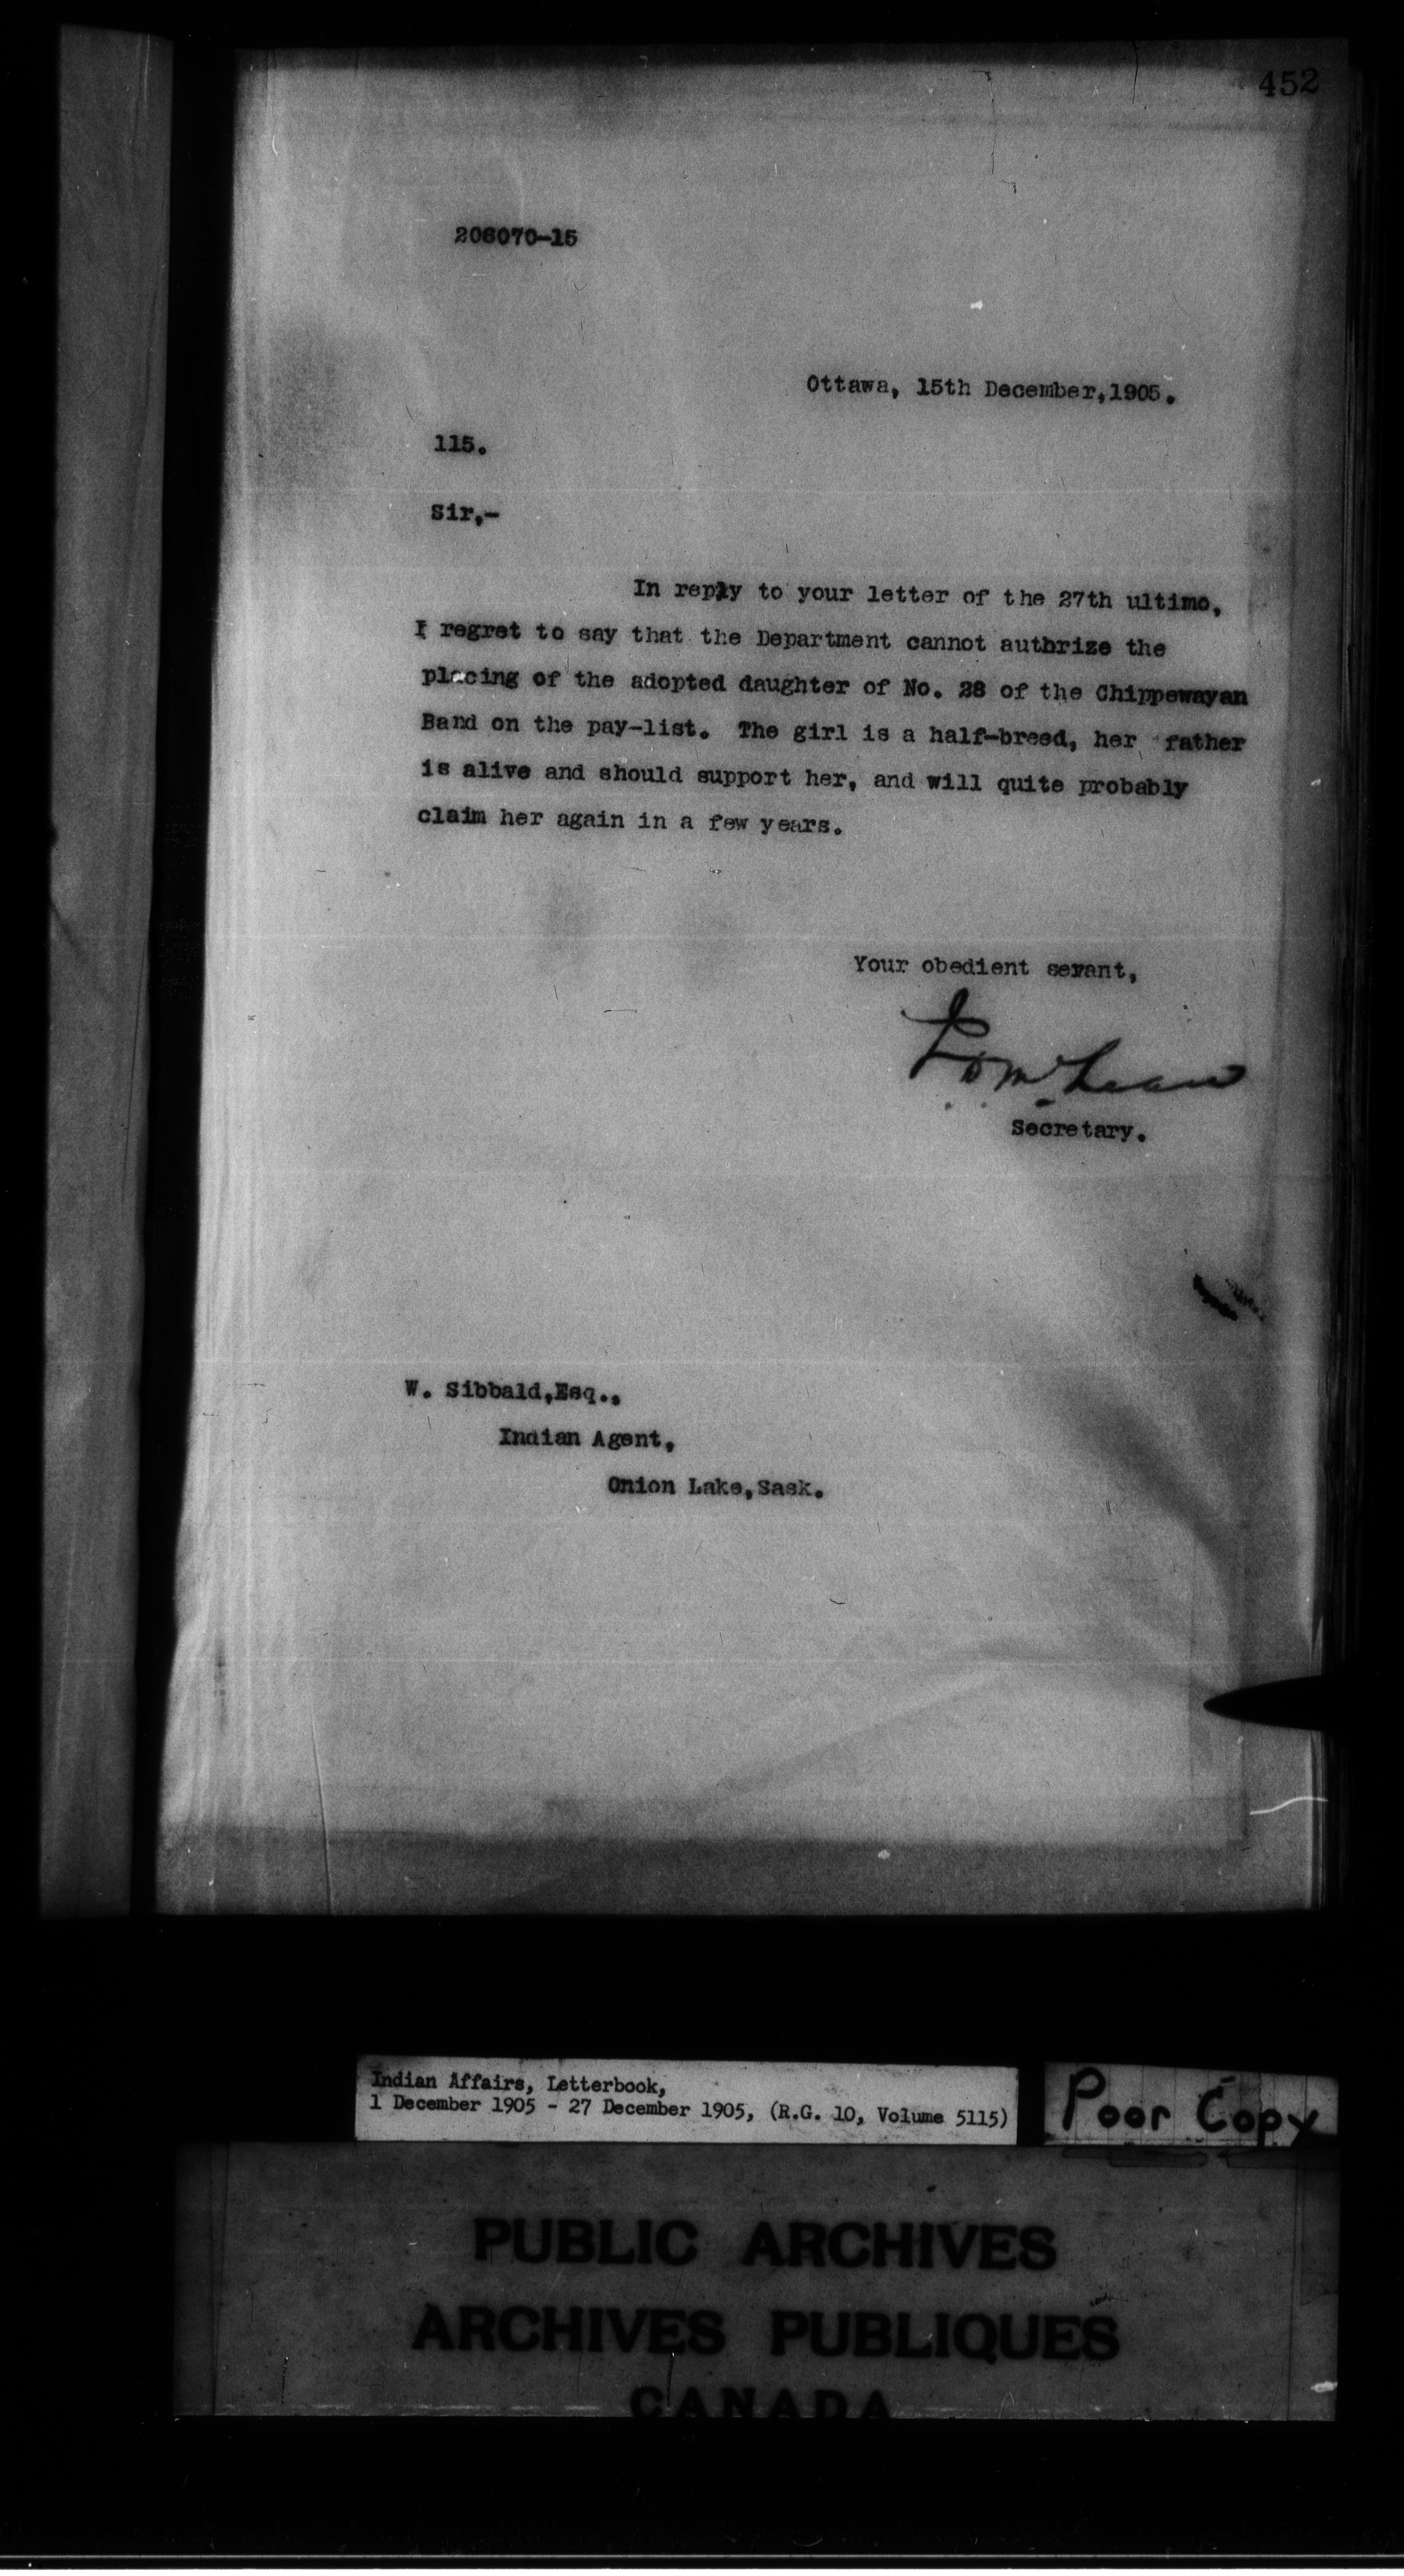 452
206070-15
Ottawa, 15th December,1905.
115.
Sir,-
In reply to your letter of the 27th ultimo,
I regret to say that the Department cannot authrize the
placing of the adopted daughter of No. 28 of the Chippewayan
Band on the pay-list. The girl is a half-breed, her father
is alive and should support her, and will quite probably
claim her again in a few years.
Your obedient serant,
J D McLean
Secretary.
W. Sibbald,Esq.,
Indian Agent,
Onion Lake,Sask.
Indian Affairs, Letterbook,
1 December 1905 - 27 December 1905, (R.G. 10, Volume 5115)
Poor Copy
PUBLIC ARCHIVES
ARCHIVES PUBLIQUES
CANADA